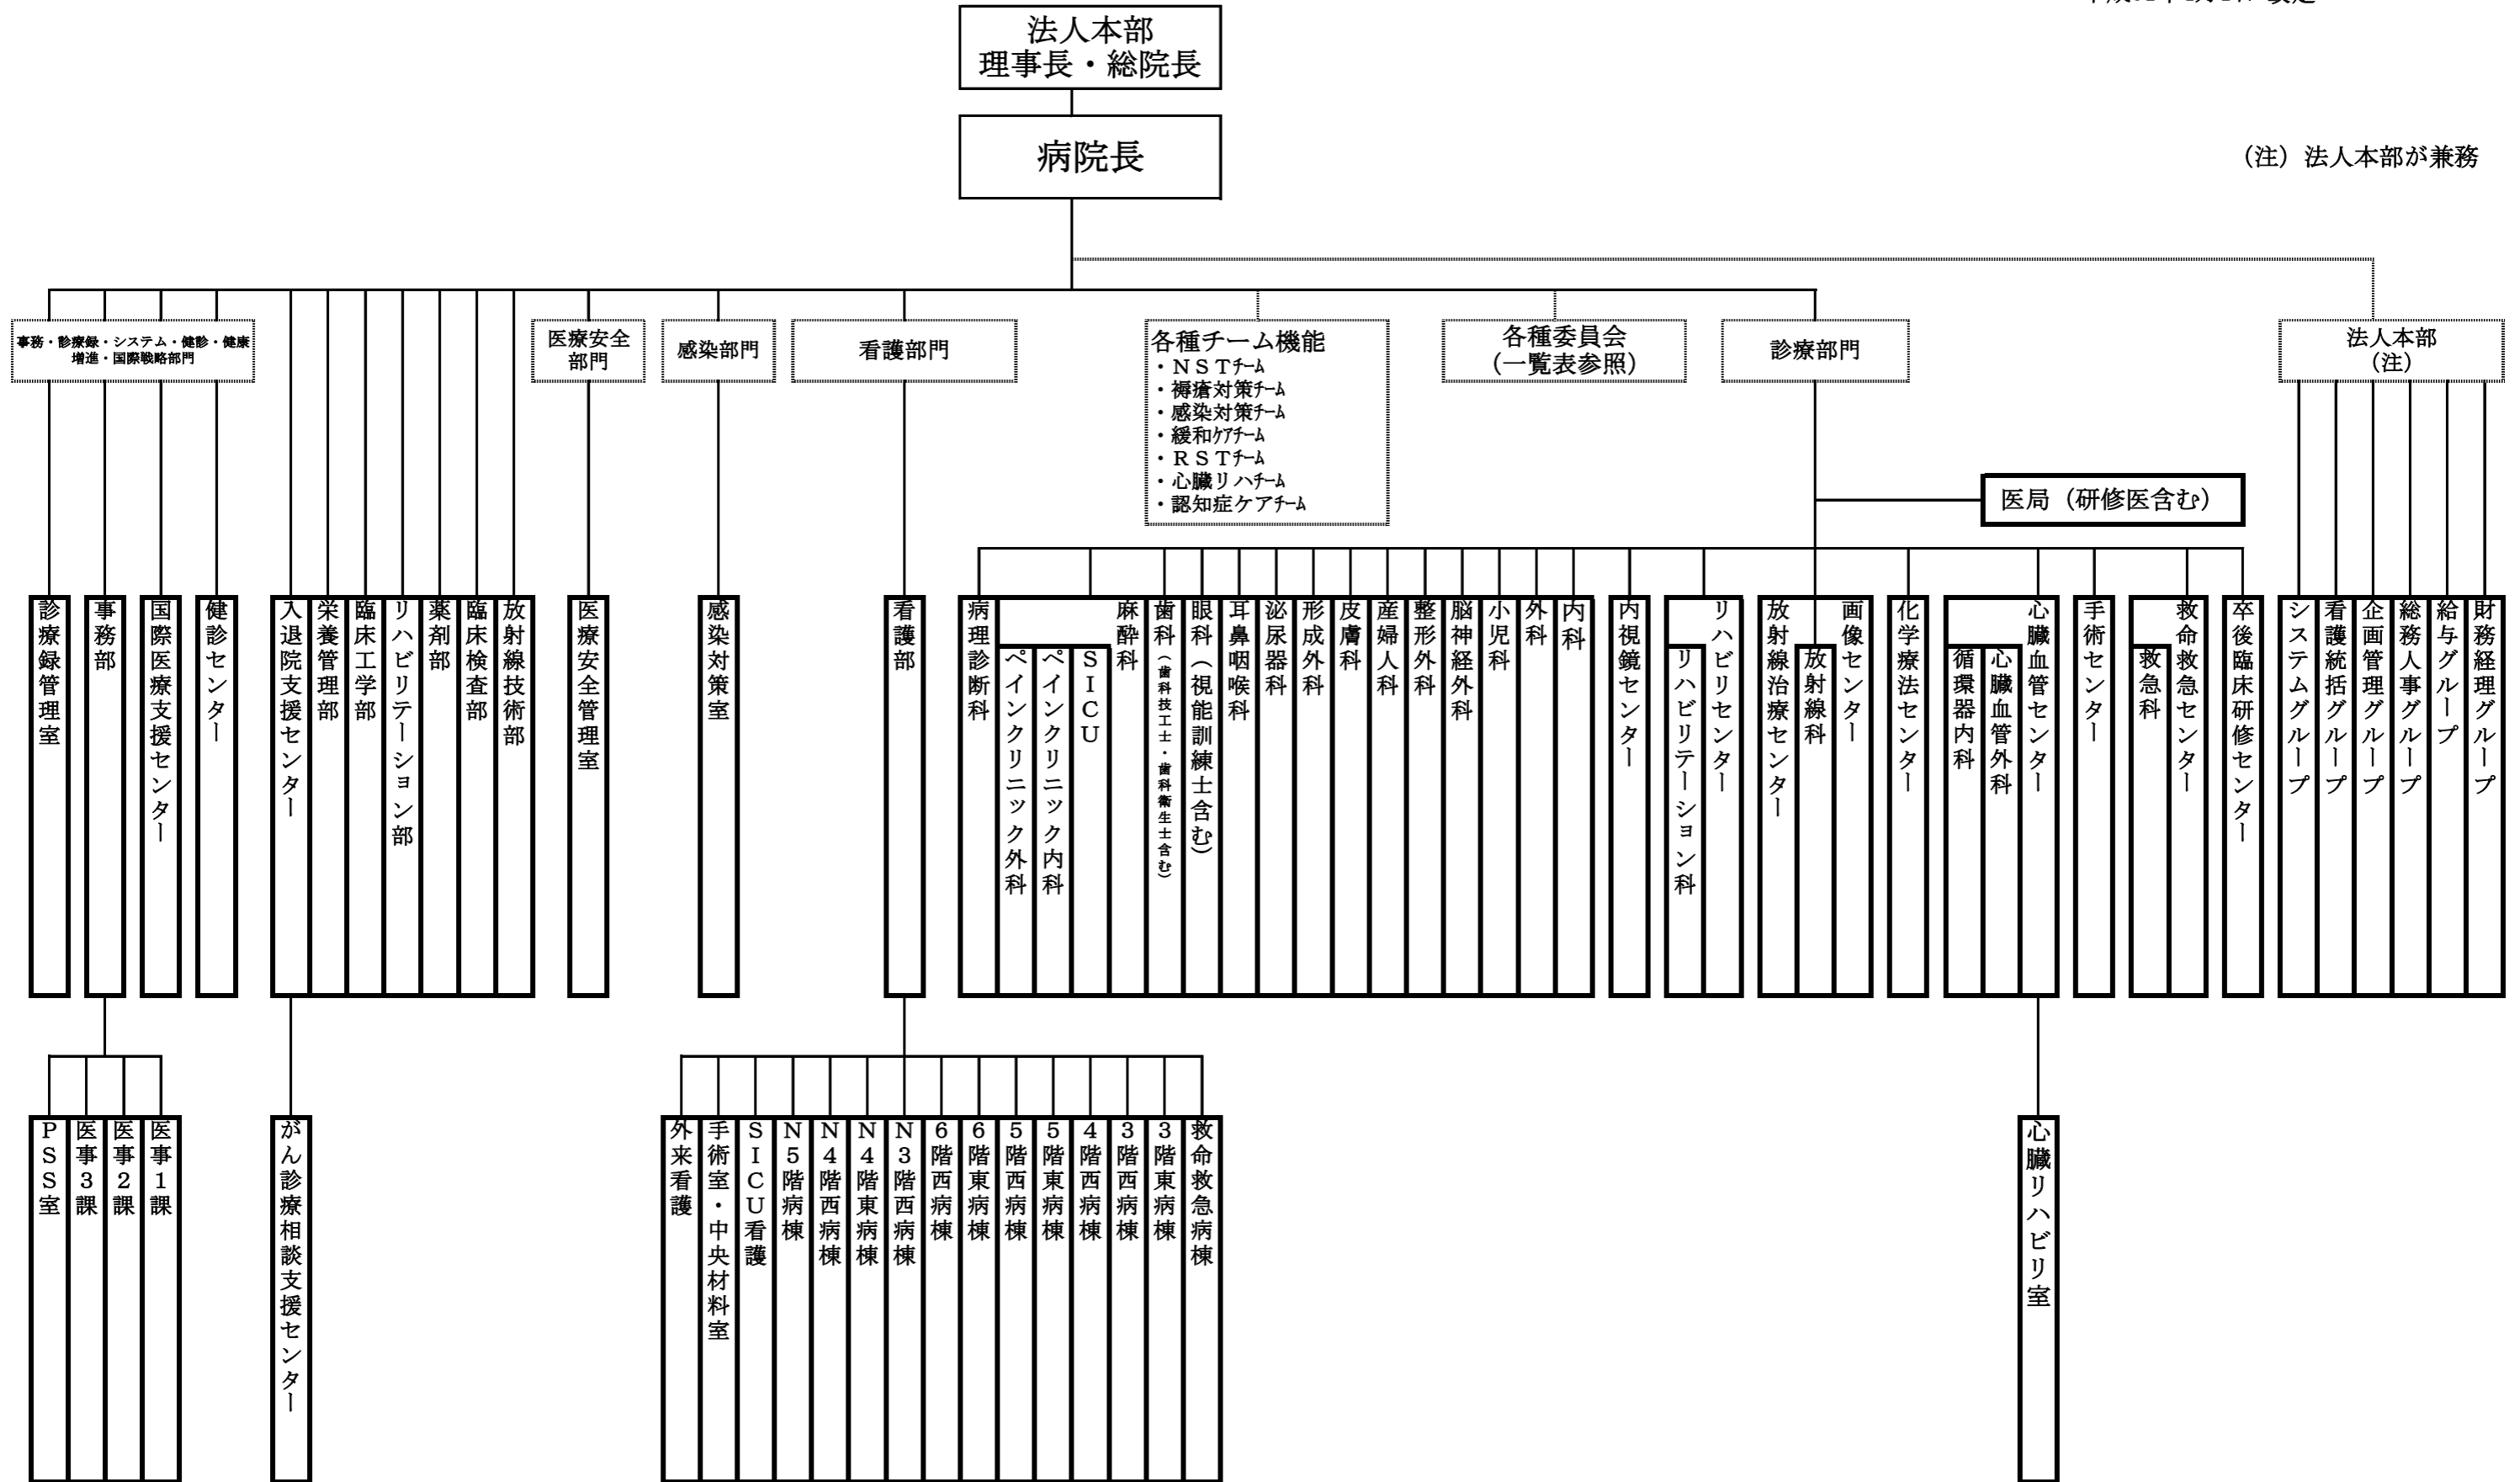 法人本部
理事長・総院長
病院長
（注）法人本部が兼務
事務・診療録・システム・健診・健康
増進・国際戦略部門
医療安全
部門
感染部門
看護部門
各種チーム機能
・ＮＳＴﾁｰﾑ
・褥瘡対策ﾁｰﾑ
・感染対策ﾁｰﾑ
・緩和ｹｱﾁｰﾑ
・ＲＳＴﾁｰﾑ
・心臓リハﾁｰﾑ
・認知症ケアﾁｰﾑ
各種委員会
（一覧表参照）
診療部門
法人本部
（注）
医局（研修医含む）
診療録管理室
事務部
国際医療支援センター
健診センター
入退院支援センター
栄養管理部
臨床工学部
リハビリテーション部
薬剤部
臨床検査部
放射線技術部
医療安全管理室
感染対策室
看護部
病理診断科
ペインクリニック外科
ペインクリニック内科
ＳＩＣＵ
麻酔科
歯科（歯科技工士・歯科衛生士含む）
眼科（視能訓練士含む）
耳鼻咽喉科
泌尿器科
形成外科
皮膚科
産婦人科
整形外科
脳神経外科
小児科
外科
内科
内視鏡センター
リハビリテーション科
リハビリセンター
放射線治療センター
放射線科
画像センター
化学療法センター
循環器内科
心臓血管外科
心臓血管センター
手術センター
救急科
救命救急センター
卒後臨床研修センター
システムグループ
看護統括グループ
企画管理グループ
総務人事グループ
給与グループ
財務経理グループ
ＰＳＳ室
医事３課
医事２課
医事１課
がん診療相談支援センター
外来看護
手術室・中央材料室
ＳＩＣＵ看護
Ｎ５階病棟
Ｎ４階西病棟
Ｎ４階東病棟
Ｎ３階西病棟
６階西病棟
６階東病棟
５階西病棟
５階東病棟
４階西病棟
３階西病棟
３階東病棟
救命救急病棟
心臓リハビリ室